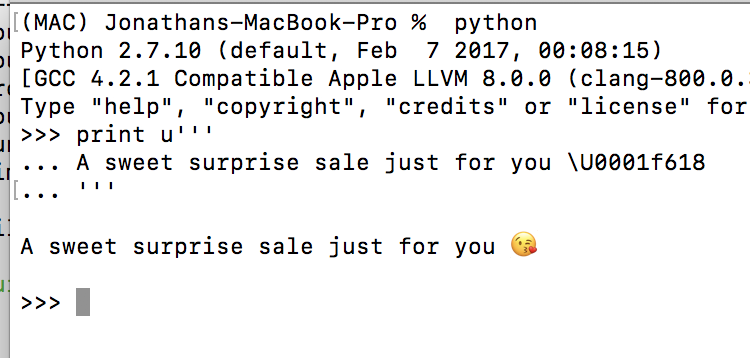 (MAC) Jonathans-MacBook-Pro % python
Python 2.7.10 (default, Feb 7 2017, 00:08:15)
[GCC 4.2.1 Compatible Apple LLVM 8.0.0 (clang-800.0.
Type "help", "copyright", "credits" or "license" for
>>> print u'''
... A sweet surprise sale just for you \U0001f618
... '''
A sweet surprise sale just for you 😘
>>>